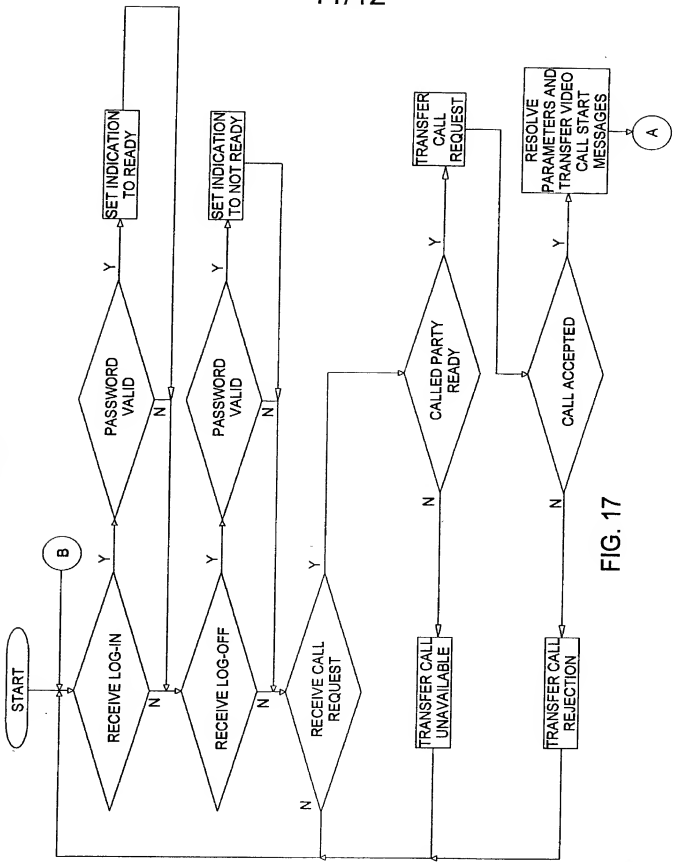 11/12
START
B
RECEIVE LOG-IN
Y
N
PASSWORD
VALID
Y
N
SET INDICATION
TO READY
RECEIVE LOG-OFF
Y
N
PASSWORD
VALID
Y
N
SET INDICATION
TO NOT READY
RECEIVE CALL
REQUEST
Y
N
CALLED PARTY
READY
Y
N
TRANSFER
CALL
REQUEST
TRANSFER CALL
UNAVAILABLE
CALL ACCEPTED
Y
N
RESOLVE
PARAMETERS AND
TRANSFER VIDEO
CALL START
MESSAGES
TRANSFER CALL
REJECTION
A
FIG. 17